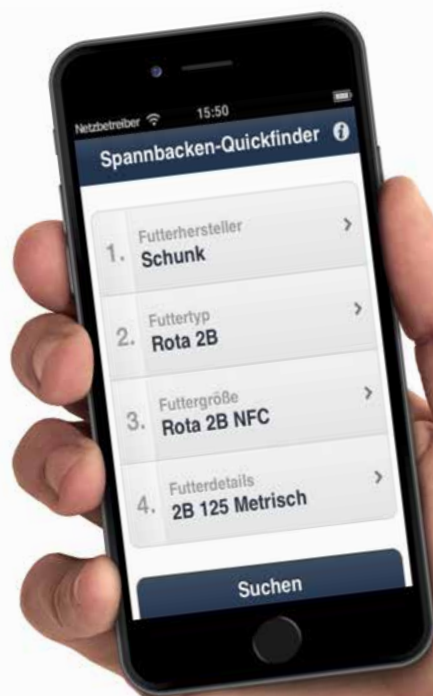 Netzbetreiber 15:50
Spannbacken-Quickfinder i
1. Futterhersteller
Schunk
2. Futtertyp
Rota 2B
3. Futtergröße
Rota 2B NFC
4. Futterdetails
2B 125 Metrisch
Suchen